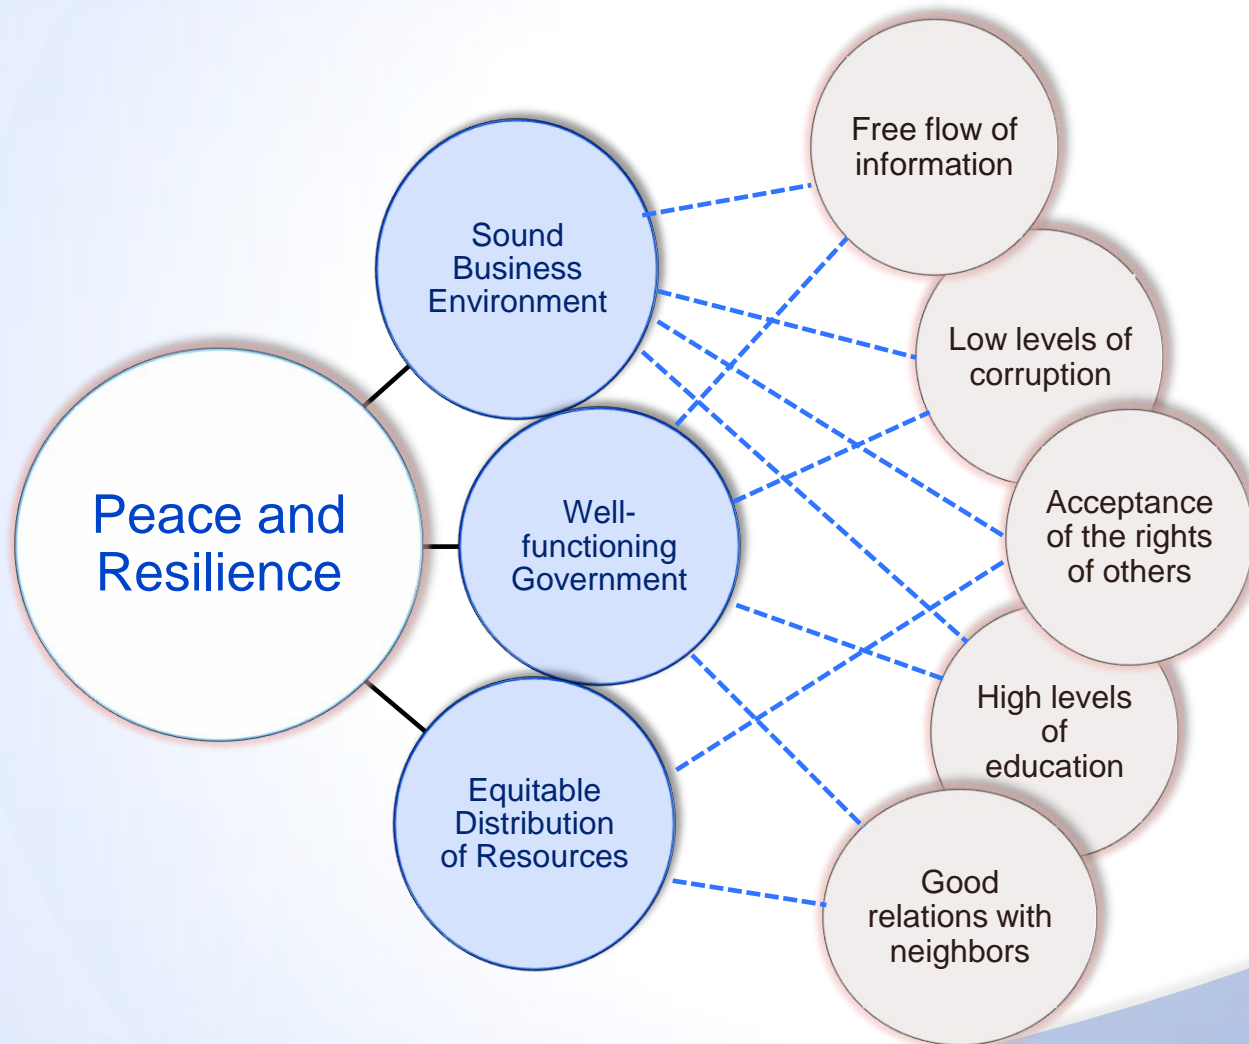 Peace and
Resilience
Sound
Business
Environment
Well-
functioning
Government
Equitable
Distribution
of Resources
Free flow of
information
Low levels of
corruption
Acceptance
of the rights
of others
High levels
of
education
Good
relations with
neighbors